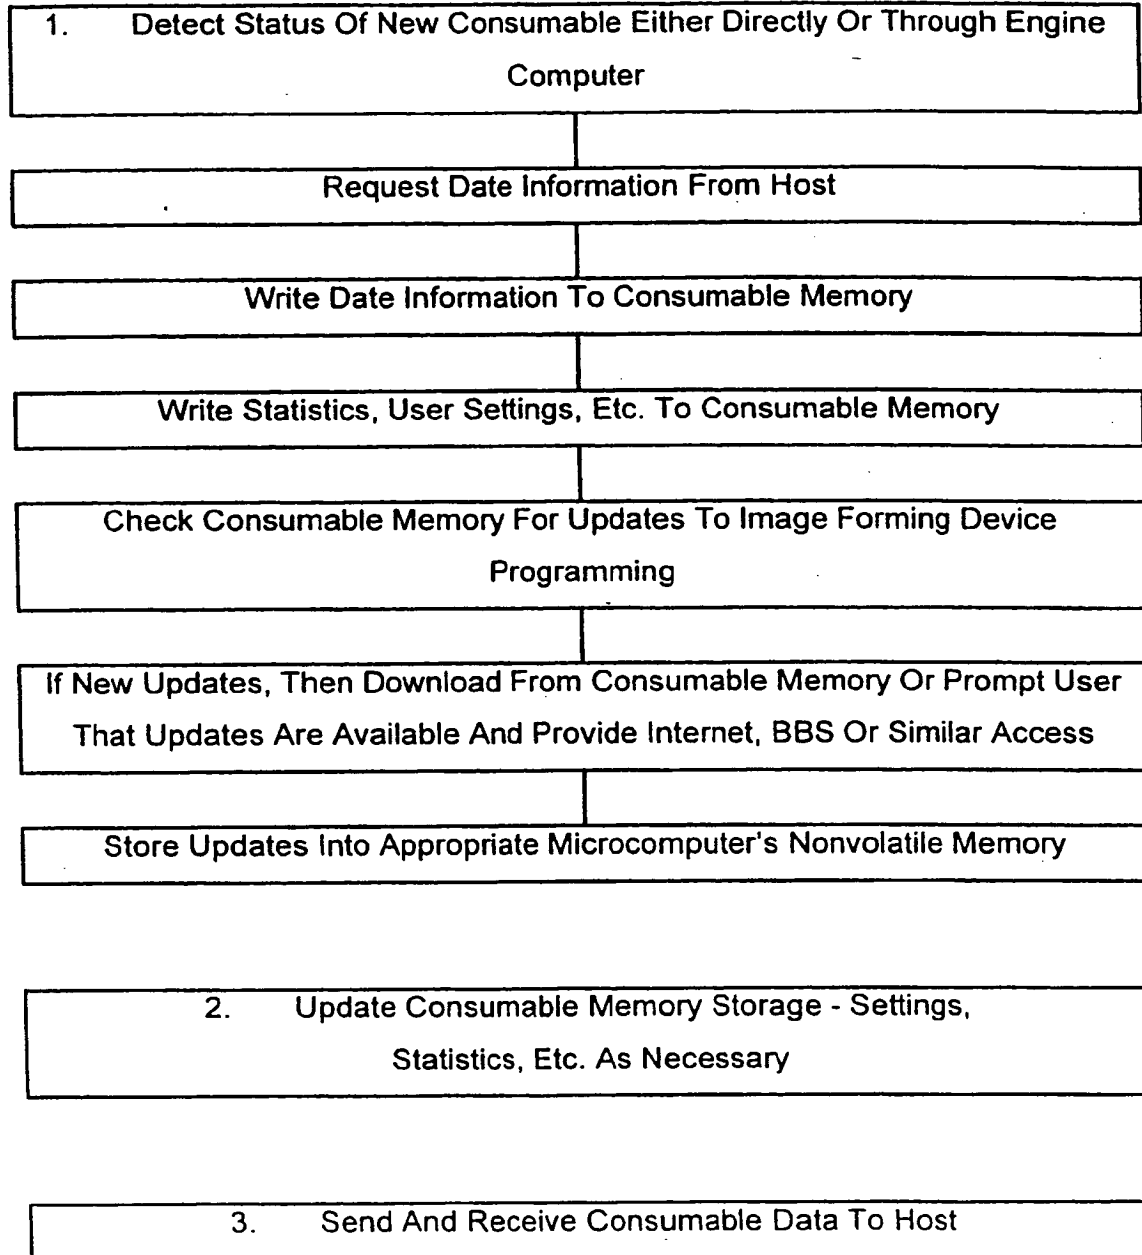 1. Detect Status Of New Consumable Either Directly Or Through Engine
Computer
Request Date Information From Host
Write Date Information To Consumable Memory
Write Statistics, User Settings, Etc. To Consumable Memory
Check Consumable Memory For Updates To Image Forming Device
Programming
If New Updates, Then Download From Consumable Memory Or Prompt User
That Updates Are Available And Provide Internet, BBS Or Similar Access
Store Updates Into Appropriate Microcomputer's Nonvolatile Memory
2. Update Consumable Memory Storage - Settings,
Statistics, Etc. As Necessary
3. Send And Receive Consumable Data To Host